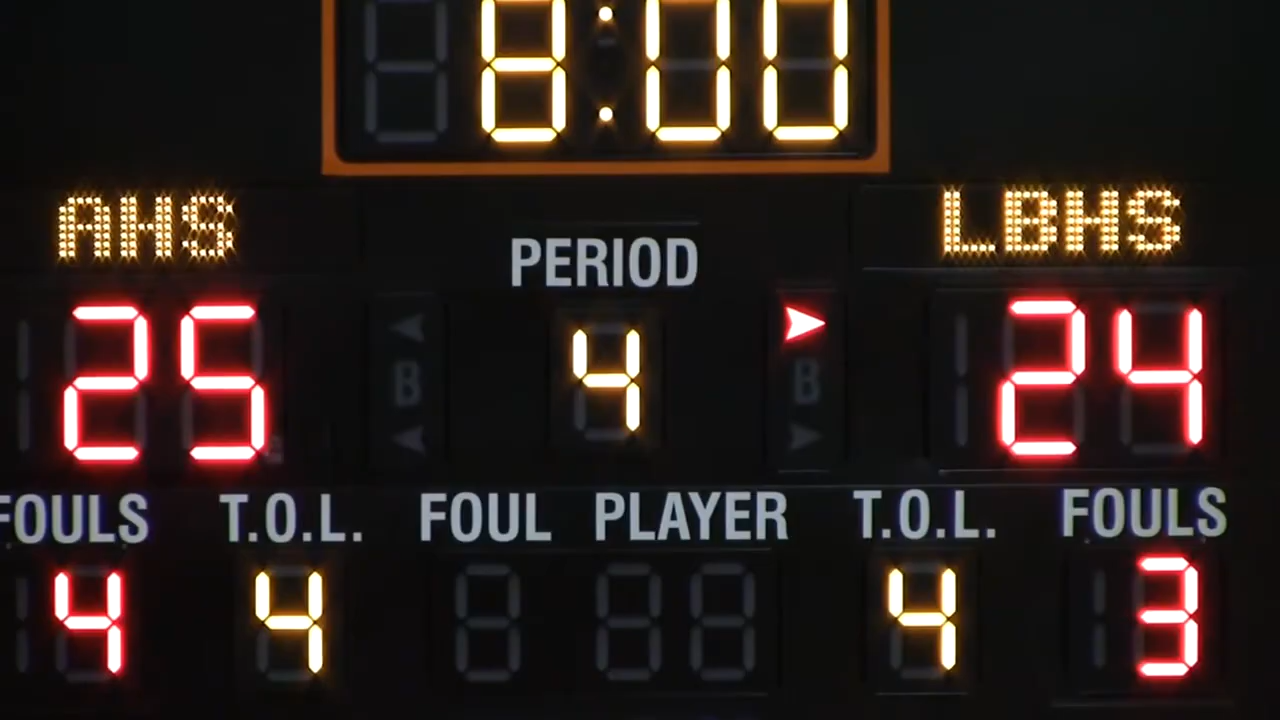 8:00
AHS LBHS
PERIOD
25 4 24
B B
FOULS T.O.L. FOUL PLAYER T.O.L. FOULS
4 4 4 3